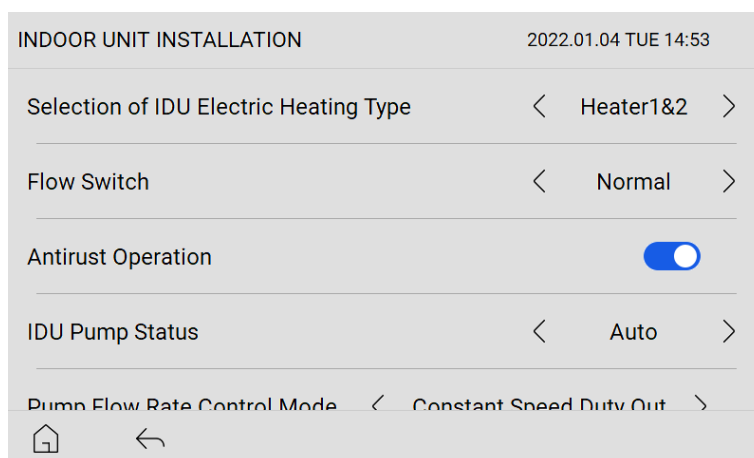 INDOOR UNIT INSTALLATION 2022.01.04 TUE 14:53
Selection of IDU Electric Heating Type Heater1&2
Flow Switch Normal
Antirust Operation
IDU Pump Status Auto
Pump Flow Rate Control Mode Constant Speed Duty Out